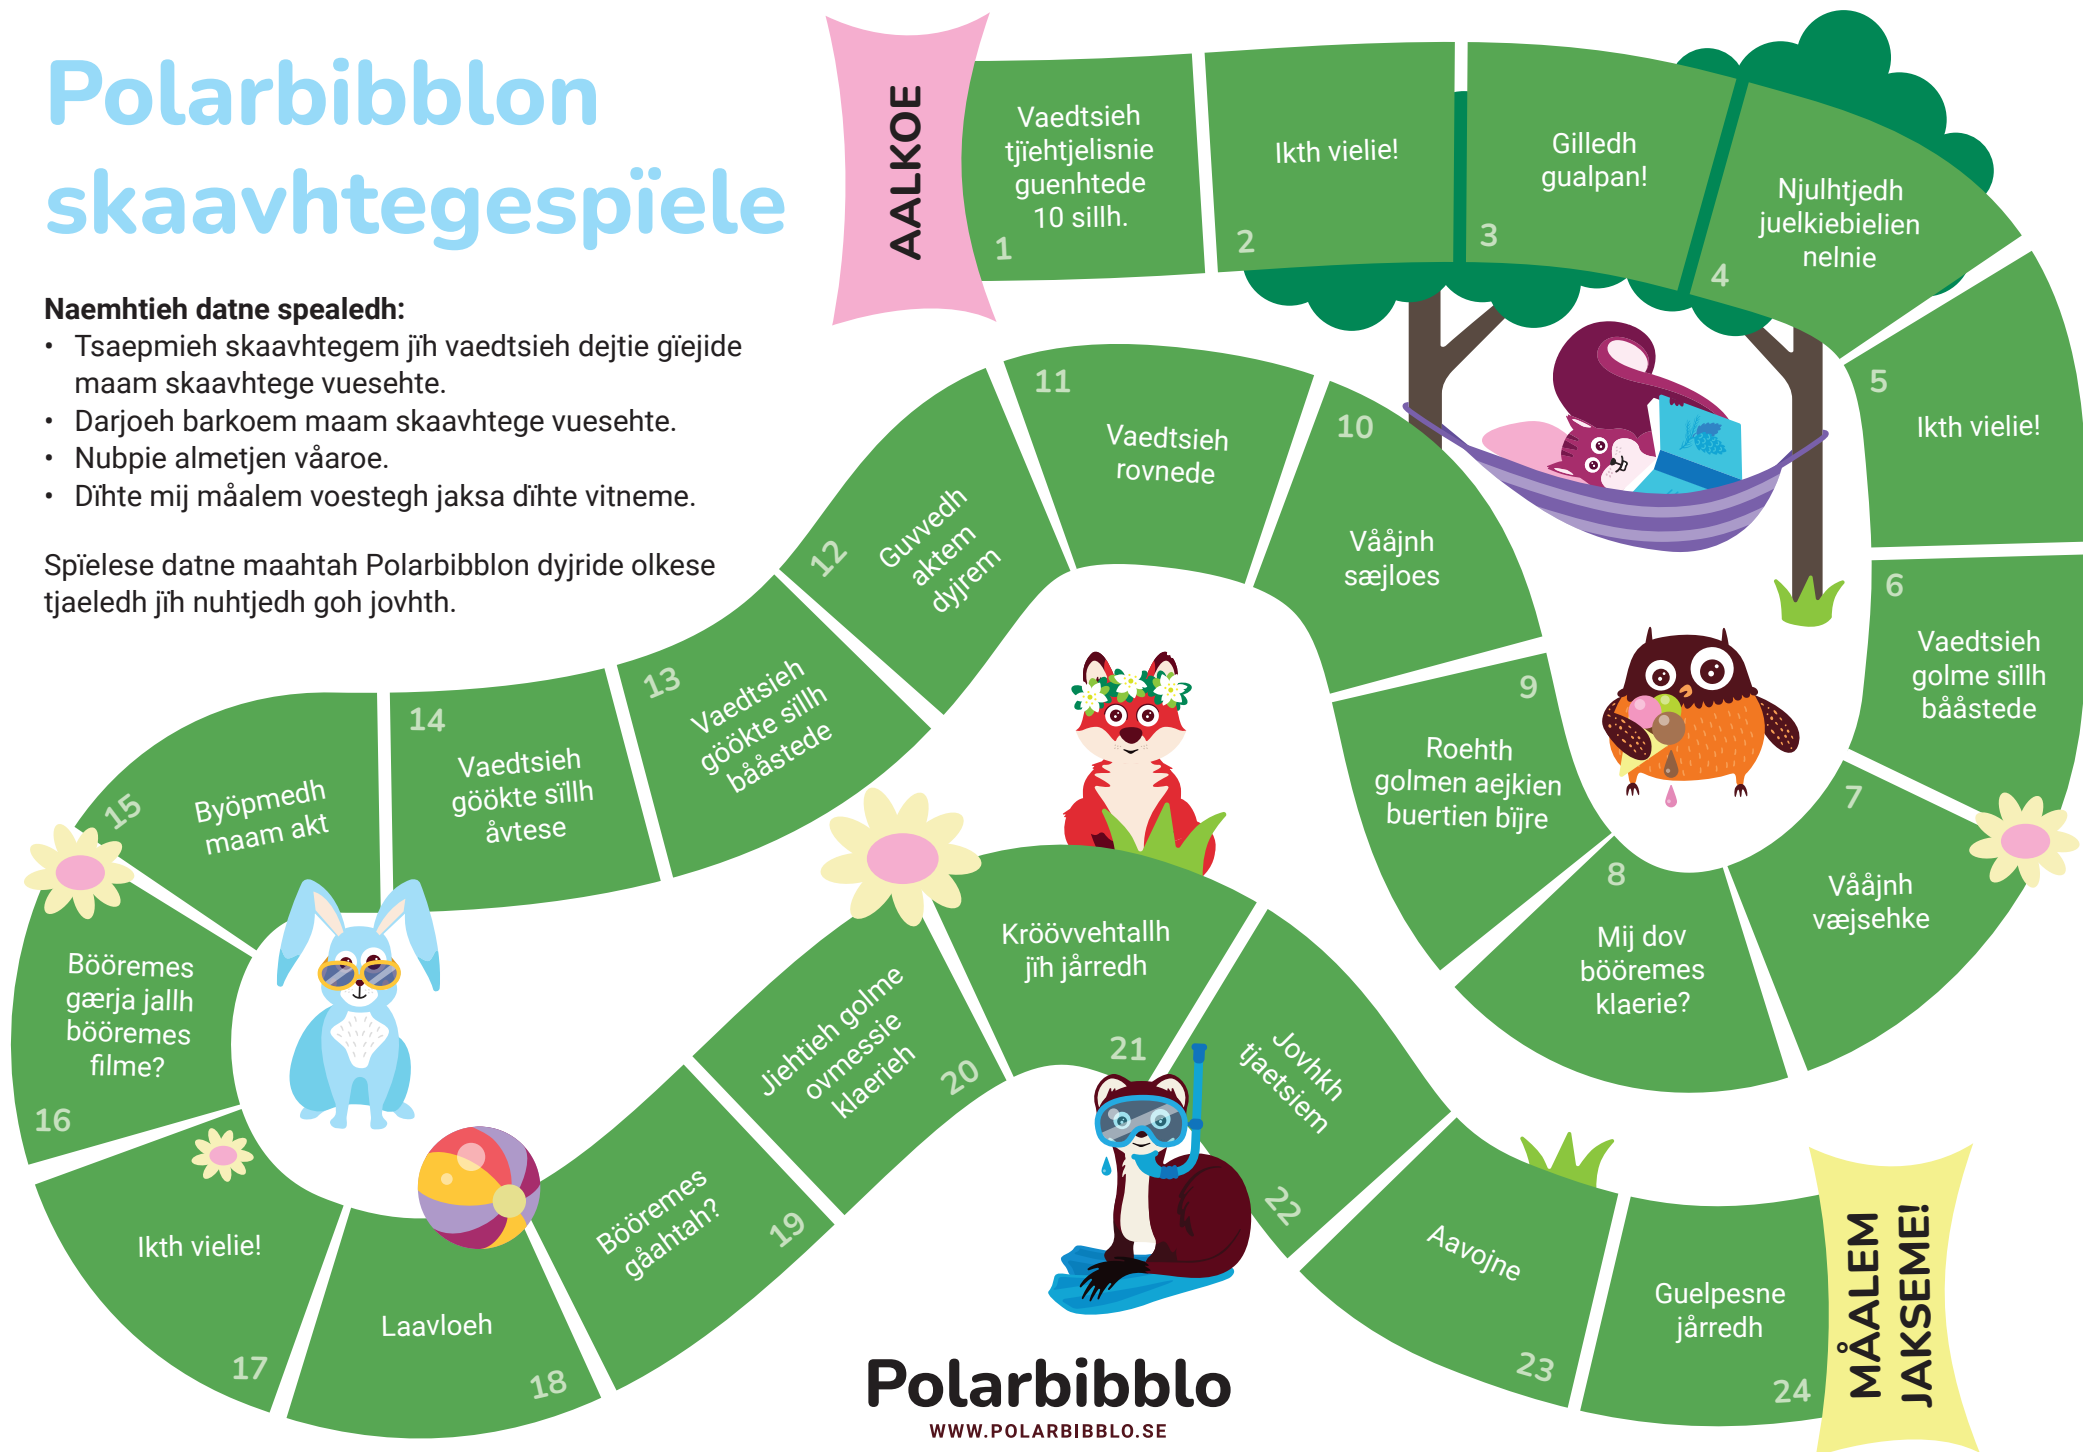 Polarbibblon
skaavhtegespïele
Naemhtieh datne spealedh:
• Tsaepmieh skaavhtegem jïh vaedtsieh dejtie gïejide
maam skaavhtege vuesehte.
• Darjoeh barkoem maam skaavhtege vuesehte.
• Nubpie almetjen våaroe.
• Dïhte mij måalem voestegh jaksa dïhte vitneme.
Spïelese datne maahtah Polarbibblon dyjride olkese
tjaeledh jïh nuhtjedh goh jovhth.
AALKOE
Vaedtsieh
tjïehtjelisnie
guenhtede
10 sillh.
1
Ikth vielie!
2
Gilledh
gualpan!
3
Njulhtjedh
juelkiebielien
nelnie
4
5
Ikth vielie!
6
Vaedtsieh
golme sïllh
bååstede
7
Vååjnh
væjsehke
8
Mij dov
bööremes
klaerie?
9
Roehth
golmen aejkien
buertien bïjre
10
Vååjnh
sæjloes
11
Vaedtsieh
rovnede
12
Guvvedh
aktem
dyjrem
13
Vaedtsieh
göökte sïllh
bååstede
14
Vaedtsieh
göökte sïllh
åvtese
15
Byöpmedh
maam akt
Bööremes
gærja jallh
bööremes
filme?
16
Ikth vielie!
17
Laavloeh
18
Bööremes
gåahtah?
19
Jiehtieh golme
ovmessie
klaerieh
20
Kröövvehtallh
jïh jårredh
21
Jovhkh
tjaetsiem
22
Aavojne
23
Guelpesne
jårredh
24
MÅALEM
JAKSEME!
Polarbibblo
WWW.POLARBIBBLO.SE